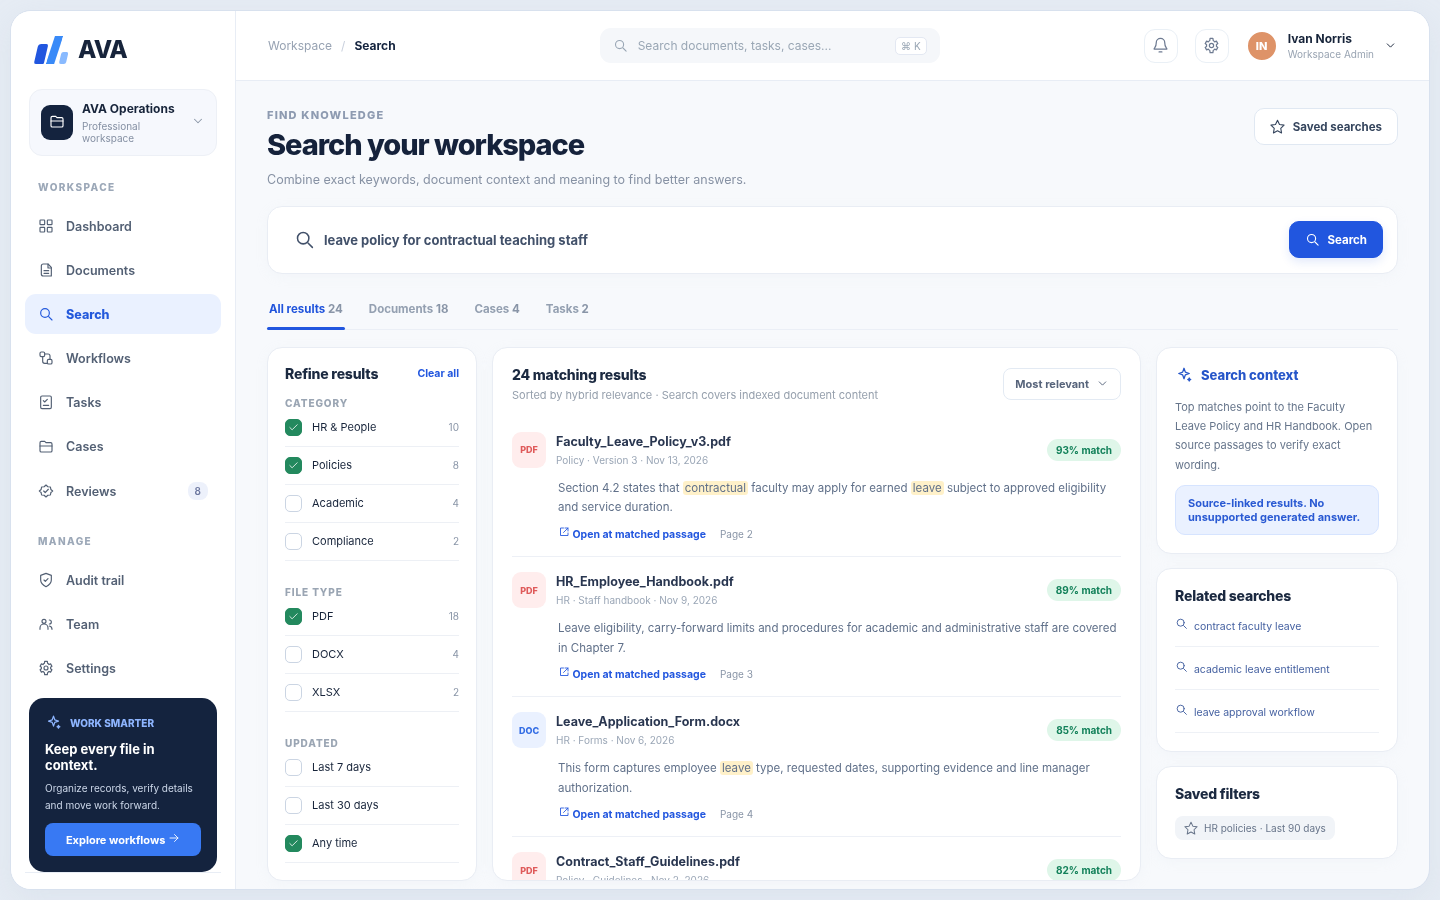 AVA
AVA Operations
Professional
workspace
WORKSPACE
Dashboard
Documents
Search
Workflows
Tasks
Cases
Reviews 8
MANAGE
Audit trail
Team
Settings
WORK SMARTER
Keep every file in
context.
Organize records, verify details
and move work forward.
Explore workflows
Workspace / Search
Search documents, tasks, cases...
⌘ K
IN
Ivan Norris
Workspace Admin
FIND KNOWLEDGE
Search your workspace
Combine exact keywords, document context and meaning to find better answers.
Saved searches
leave policy for contractual teaching staff
Search
All results 24
Documents 18
Cases 4
Tasks 2
Refine results
Clear all
CATEGORY
HR & People 10
Policies 8
Academic 4
Compliance 2
FILE TYPE
PDF 18
DOCX 4
XLSX 2
UPDATED
Last 7 days
Last 30 days
Any time
24 matching results
Sorted by hybrid relevance · Search covers indexed document content
Most relevant
PDF
Faculty_Leave_Policy_v3.pdf
Policy · Version 3 · Nov 13, 2026
93% match
Section 4.2 states that contractual faculty may apply for earned leave subject to approved eligibility
and service duration.
Open at matched passage
Page 2
PDF
HR_Employee_Handbook.pdf
HR · Staff handbook · Nov 9, 2026
89% match
Leave eligibility, carry-forward limits and procedures for academic and administrative staff are covered
in Chapter 7.
Open at matched passage
Page 3
DOC
Leave_Application_Form.docx
HR · Forms · Nov 6, 2026
85% match
This form captures employee leave type, requested dates, supporting evidence and line manager
authorization.
Open at matched passage
Page 4
PDF
Contract_Staff_Guidelines.pdf
Policy · Guidelines · Nov 2, 2026
82% match
Search context
Top matches point to the Faculty
Leave Policy and HR Handbook. Open
source passages to verify exact
wording.
Source-linked results. No
unsupported generated answer.
Related searches
contract faculty leave
academic leave entitlement
leave approval workflow
Saved filters
HR policies · Last 90 days